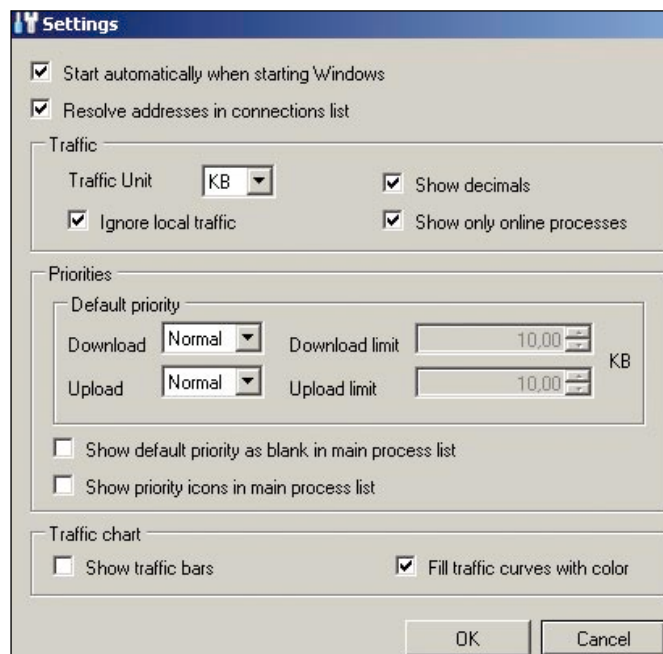 Settings
Start automatically when starting Windows
Resolve addresses in connections list
Traffic
Traffic Unit KB Show decimals
Ignore local traffic Show only online processes
Priorities
Default priority
Download Normal Download limit 10,00
KB
Upload Normal Upload limit 10,00
Show default priority as blank in main process list
Show priority icons in main process list
Traffic chart
Show traffic bars Fill traffic curves with color
OK Cancel